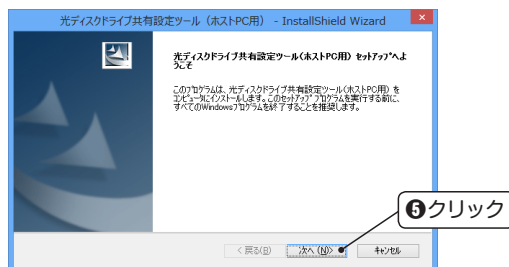 光ディスクドライブ共有設定ツール（ホストPC用） - InstallShield Wizard
光ディスクドライブ共有設定ツール(ホストPC用) ｾｯﾄｱｯﾌﾟへよ
うこそ
このﾌﾟﾛｸﾞﾗﾑは、光ディスクドライブ共有設定ツール(ホストPC用) を
ｺﾝﾋﾟｭｰﾀにｲﾝｽﾄｰﾙします。このｾｯﾄｱｯﾌﾟ ﾌﾟﾛｸﾞﾗﾑを実行する前に、
すべてのWindowsﾌﾟﾛｸﾞﾗﾑを終了することを推奨します。
❺クリック
< 戻る(B)
次へ (N)>
ｷｬﾝｾﾙ